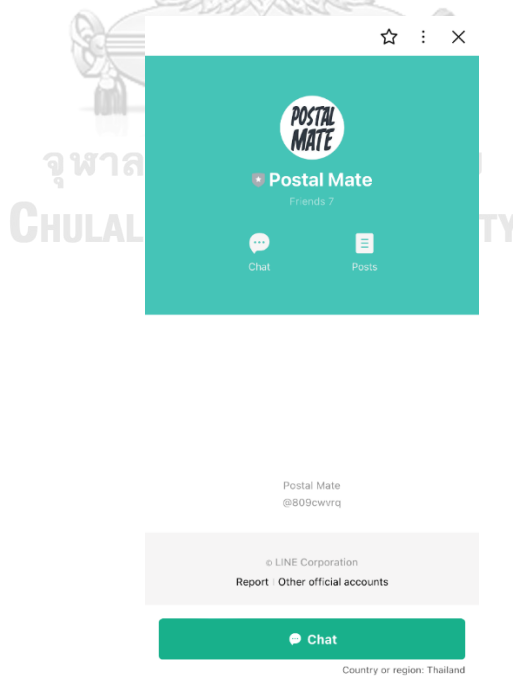 POSTAL
MATE
Postal Mate
Friends 7
Chat
Posts
จุฬาล
CHULAL
TY
Postal Mate
@809cwvrq
© LINE Corporation
Report | Other official accounts
Chat
Country or region: Thailand